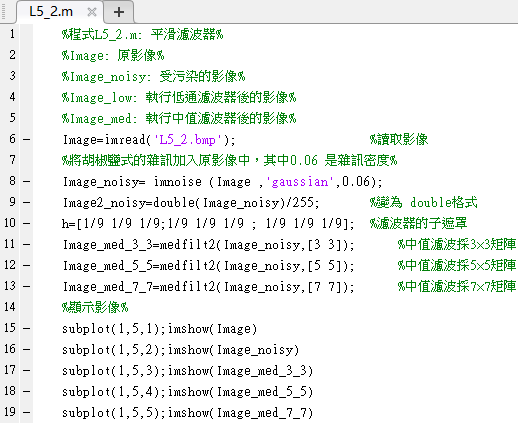 L5_2.m × +
1 %程式L5_2.m: 平滑濾波器%
2 %Image: 原影像%
3 %Image_noisy: 受污染的影像%
4 %Image_low: 執行低通濾波器後的影像%
5 %Image_med: 執行中值濾波器後的影像%
6 – Image=imread('L5_2.bmp'); %讀取影像
7 %將胡椒鹽式的雜訊加入原影像中，其中0.06 是雜訊密度%
8 – Image_noisy= imnoise (Image ,'gaussian',0.06);
9 – Image2_noisy=double(Image_noisy)/255; %變為 double格式
10 – h=[1/9 1/9 1/9;1/9 1/9 1/9 ; 1/9 1/9 1/9]; %濾波器的子遮罩
11 – Image_med_3_3=medfilt2(Image_noisy,[3 3]); %中值濾波採3×3矩陣
12 – Image_med_5_5=medfilt2(Image_noisy,[5 5]); %中值濾波採5×5矩陣
13 – Image_med_7_7=medfilt2(Image_noisy,[7 7]); %中值濾波採7×7矩陣
14 %顯示影像%
15 – subplot(1,5,1);imshow(Image)
16 – subplot(1,5,2);imshow(Image_noisy)
17 – subplot(1,5,3);imshow(Image_med_3_3)
18 – subplot(1,5,4);imshow(Image_med_5_5)
19 – subplot(1,5,5);imshow(Image_med_7_7)